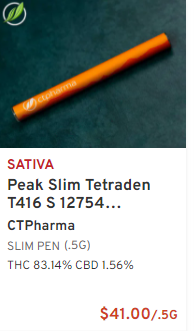 CTPharma
SATIVA
Peak Slim Tetraden
T416 S 12754...
CTPharma
SLIM PEN (.5G)
THC 83.14% CBD 1.56%
$41.00/.5G